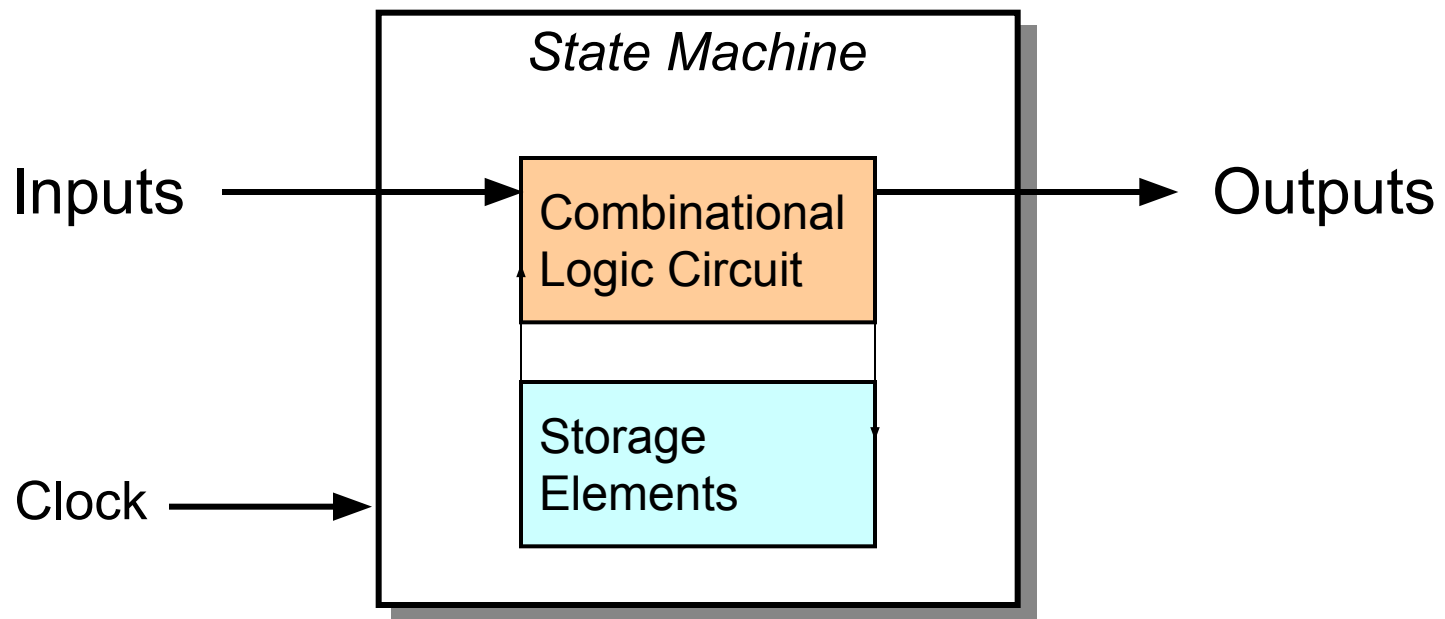 State Machine
Inputs
Combinational
Logic Circuit
Outputs
Storage
Elements
Clock